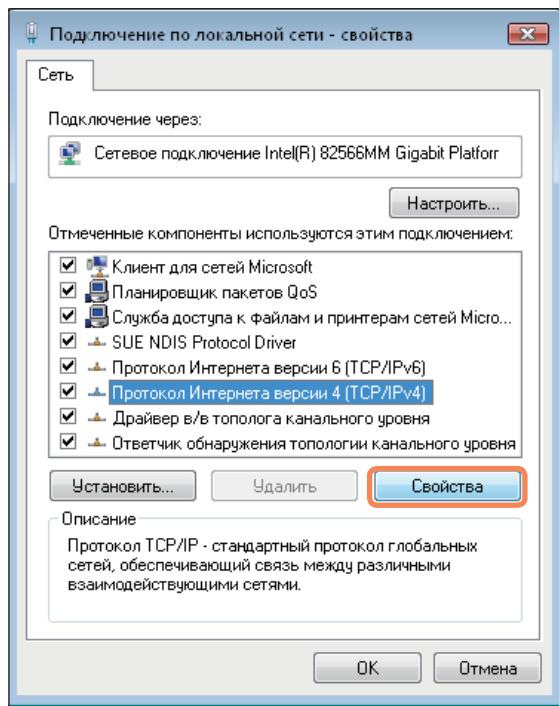 Подключение по локальной сети - свойства
Сеть
Подключение через:
Сетевое подключение Intel(R) 82566MM Gigabit Platforr
Настроить...
Отмеченные компоненты используются этим подключением:
Клиент для сетей Microsoft
Планировщик пакетов QoS
Служба доступа к файлам и принтерам сетей Micro...
SUE NDIS Protocol Driver
Протокол Интернета версии 6 (TCP/IPv6)
Протокол Интернета версии 4 (TCP/IPv4)
Драйвер в/в тополога канального уровня
Ответчик обнаружения топологии канального уровня
Установить...
Удалить
Свойства
Описание
Протокол TCP/IP - стандартный протокол глобальных
сетей, обеспечивающий связь между различными
взаимодействующими сетями.
OK
Отмена